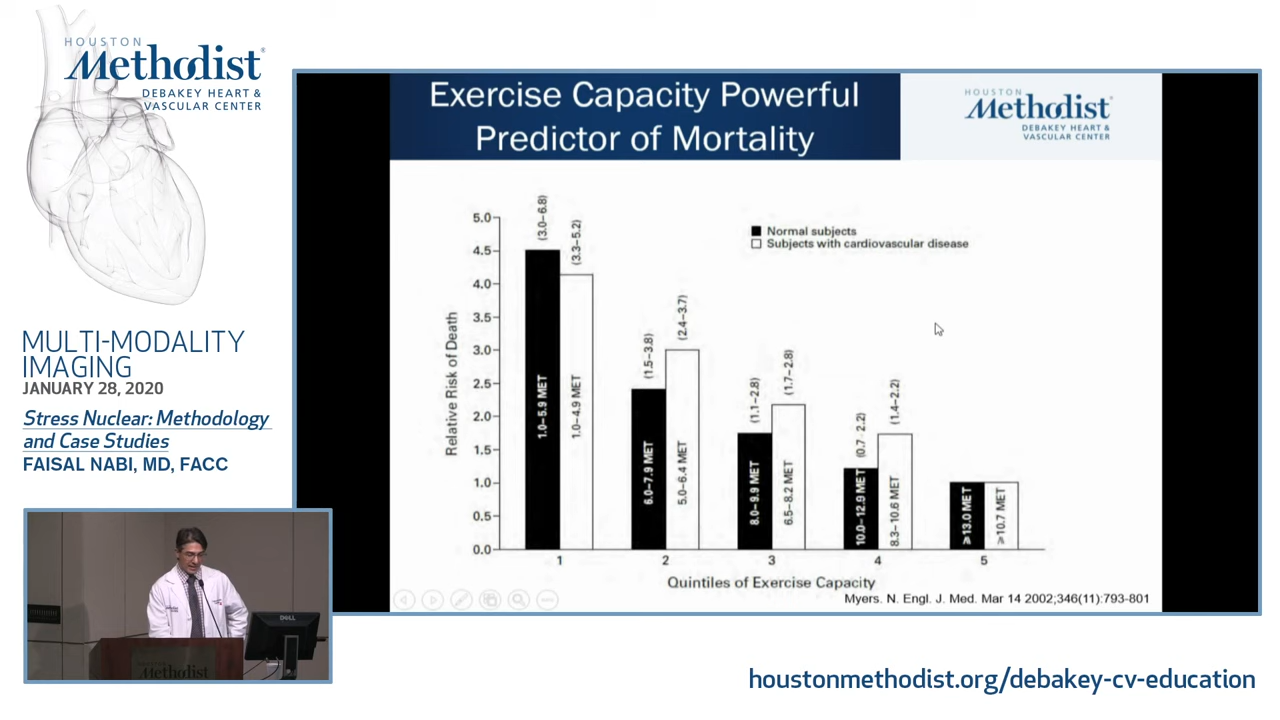 HOUSTON
Methodist
DEBAKEY HEART &
VASCULAR CENTER
MULTI-MODALITY
IMAGING
JANUARY 28, 2020
Stress Nuclear: Methodology
and Case Studies
FAISAL NABI, MD, FACC
Exercise Capacity Powerful
Predictor of Mortality
HOUSTON
Methodist
DEBAKEY HEART &
VASCULAR CENTER
Normal subjects
Subjects with cardiovascular disease
Relative Risk of Death
5.0
4.5
4.0
3.5
3.0
2.5
2.0
1.5
1.0
0.5
0.0
(3.0–6.8)
1.0–5.9 MET
(3.3–5.2)
1.0–4.9 MET
(1.5–3.8)
6.0–7.9 MET
(2.4–3.7)
5.0–6.4 MET
(1.1–2.8)
8.0–9.9 MET
(1.7–2.8)
6.5–8.2 MET
(0.7–2.2)
10.0–12.9 MET
(1.4–2.2)
8.3–10.6 MET
≥13.0 MET
≥10.7 MET
1 2 3 4 5
Quintiles of Exercise Capacity
Myers. N. Engl. J. Med. Mar 14 2002;346(11):793-801
DELL
HOUSTON
Methodist
houstonmethodist.org/debakey-cv-education